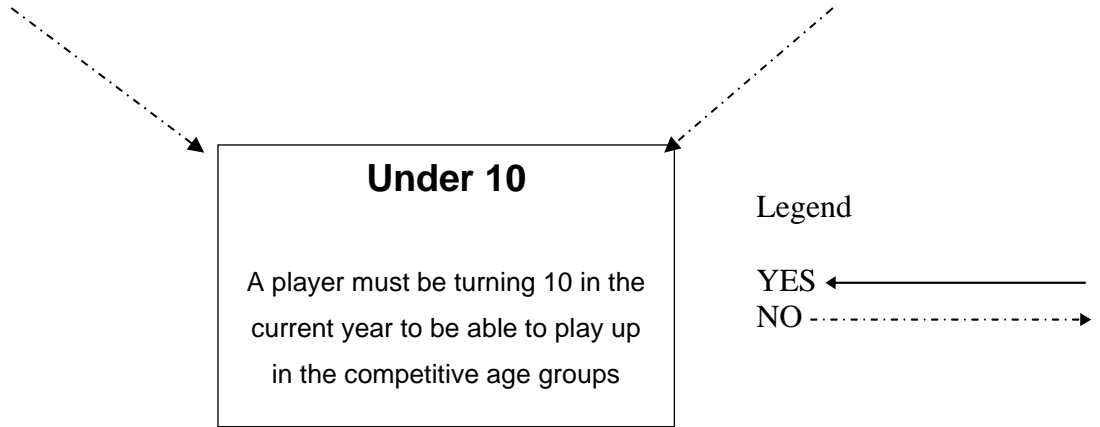 Under 10
A player must be turning 10 in the
current year to be able to play up
in the competitive age groups
Legend
YES
NO